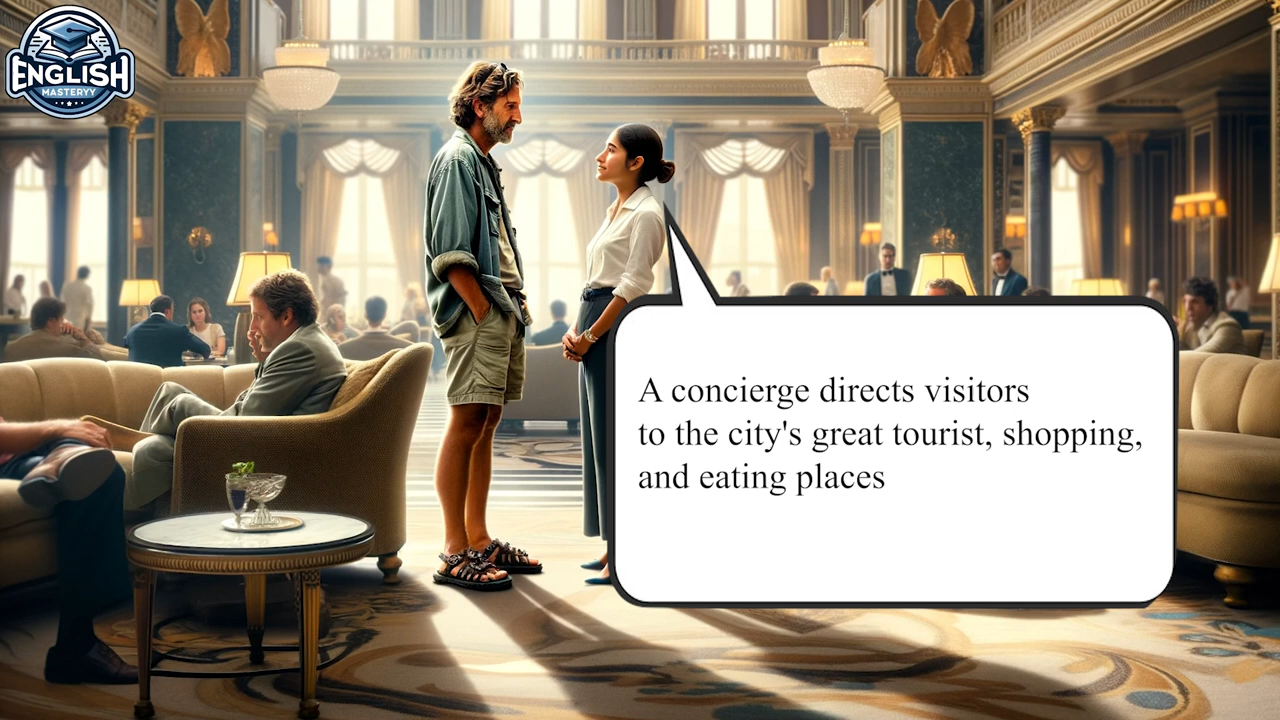 ENGLISH
MASTERYY
A concierge directs visitors
to the city's great tourist, shopping,
and eating places